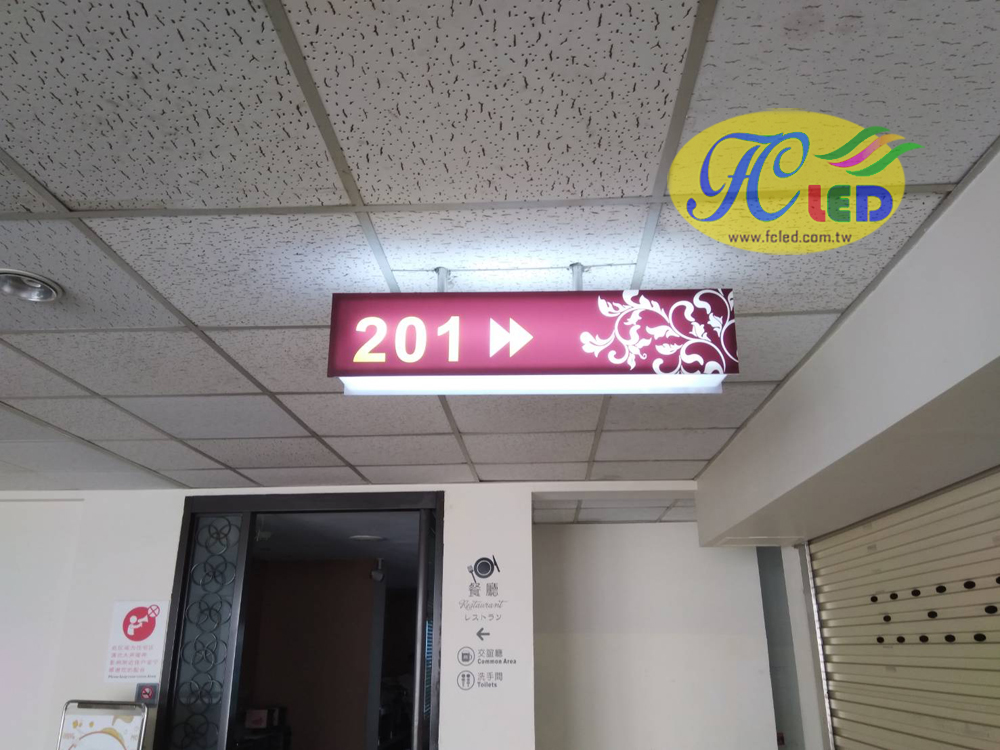 FC LED
www.fcled.com.tw
201
餐廳
Restaurant
レストラン
交誼廳
Common Area
洗手間
Toilets